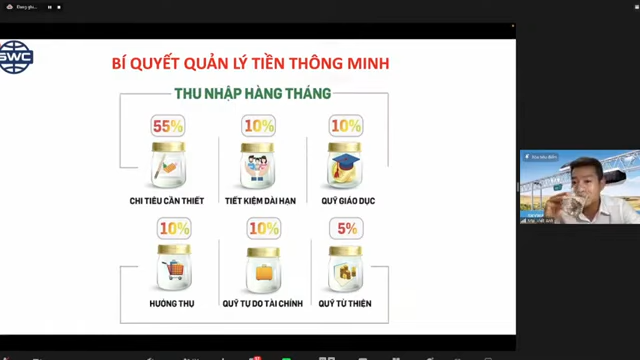 SWC
BÍ QUYẾT QUẢN LÝ TIỀN THÔNG MINH
THU NHẬP HÀNG THÁNG
55%
10%
10%
CHI TIÊU CẦN THIẾT
TIẾT KIỆM DÀI HẠN
QUỸ GIÁO DỤC
10%
10%
5%
HƯỞNG THỤ
QUỸ TỰ DO TÀI CHÍNH
QUỸ TỪ THIỆN